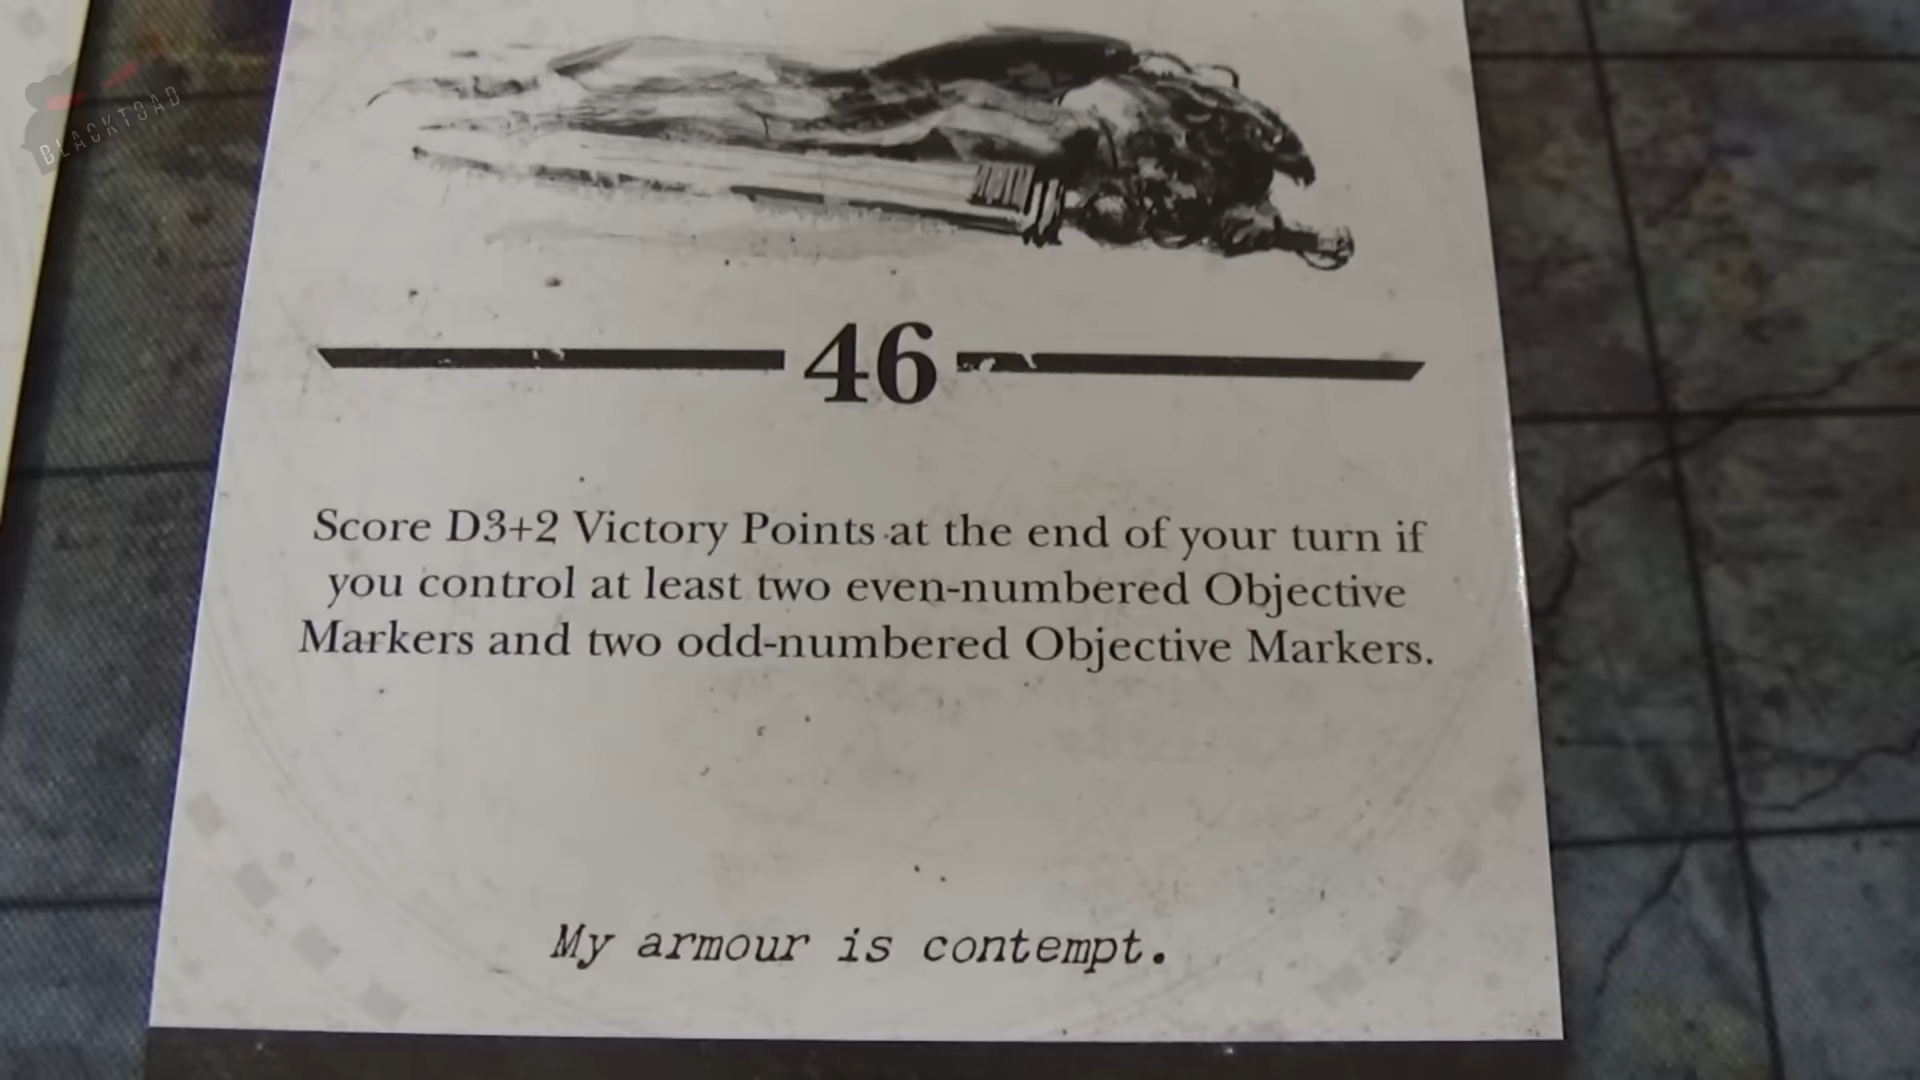 BLACKTOAD
46
Score D3+2 Victory Points at the end of your turn if
you control at least two even-numbered Objective
Markers and two odd-numbered Objective Markers.
My armour is contempt.